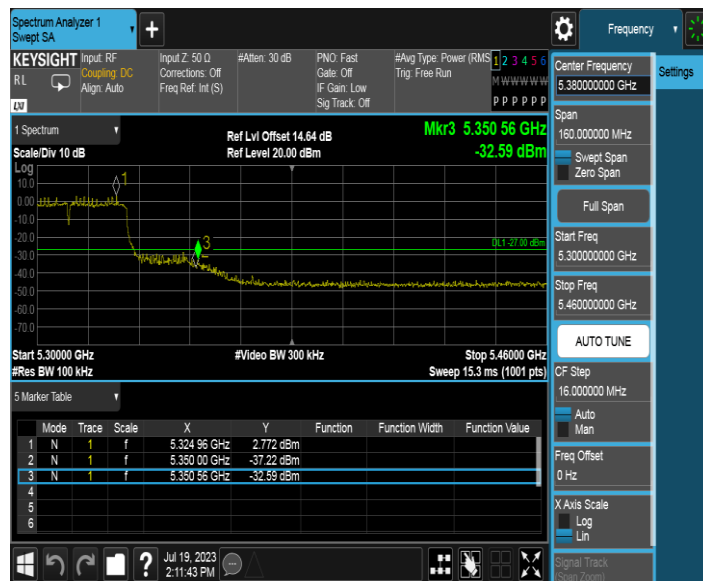 Spectrum Analyzer 1
Swept SA
+
Frequency
KEYSIGHT
RL
LXI
Input: RF
Coupling: DC
Align: Auto
Input Z: 50 Ω
Corrections: Off
Freq Ref: Int (S)
#Atten: 30 dB
PNO: Fast
Gate: Off
IF Gain: Low
Sig Track: Off
#Avg Type: Power (RMS
Trig: Free Run
1 2 3 4 5 6
M W W W W W
P P P P P P
1 Spectrum
Scale/Div 10 dB
Ref Lvl Offset 14.64 dB
Ref Level 20.00 dBm
Mkr3 5.350 56 GHz
-32.59 dBm
Log
10.0
0.00
-10.0
-20.0
-30.0
-40.0
-50.0
-60.0
-70.0
1
3
2
DL1 -27.00 dBm
Start 5.30000 GHz
#Res BW 100 kHz
#Video BW 300 kHz
Stop 5.46000 GHz
Sweep 15.3 ms (1001 pts)
5 Marker Table
Mode Trace Scale X Y Function Function Width Function Value
1 N 1 f 5.324 96 GHz 2.772 dBm
2 N 1 f 5.350 00 GHz -37.22 dBm
3 N 1 f 5.350 56 GHz -32.59 dBm
4
5
6
?
Jul 19, 2023
2:11:43 PM
Center Frequency
5.380000000 GHz
Span
160.000000 MHz
Swept Span
Zero Span
Full Span
Start Freq
5.300000000 GHz
Stop Freq
5.460000000 GHz
AUTO TUNE
CF Step
16.000000 MHz
Auto
Man
Freq Offset
0 Hz
X Axis Scale
Log
Lin
Signal Track
(Span Zoom)
Settings